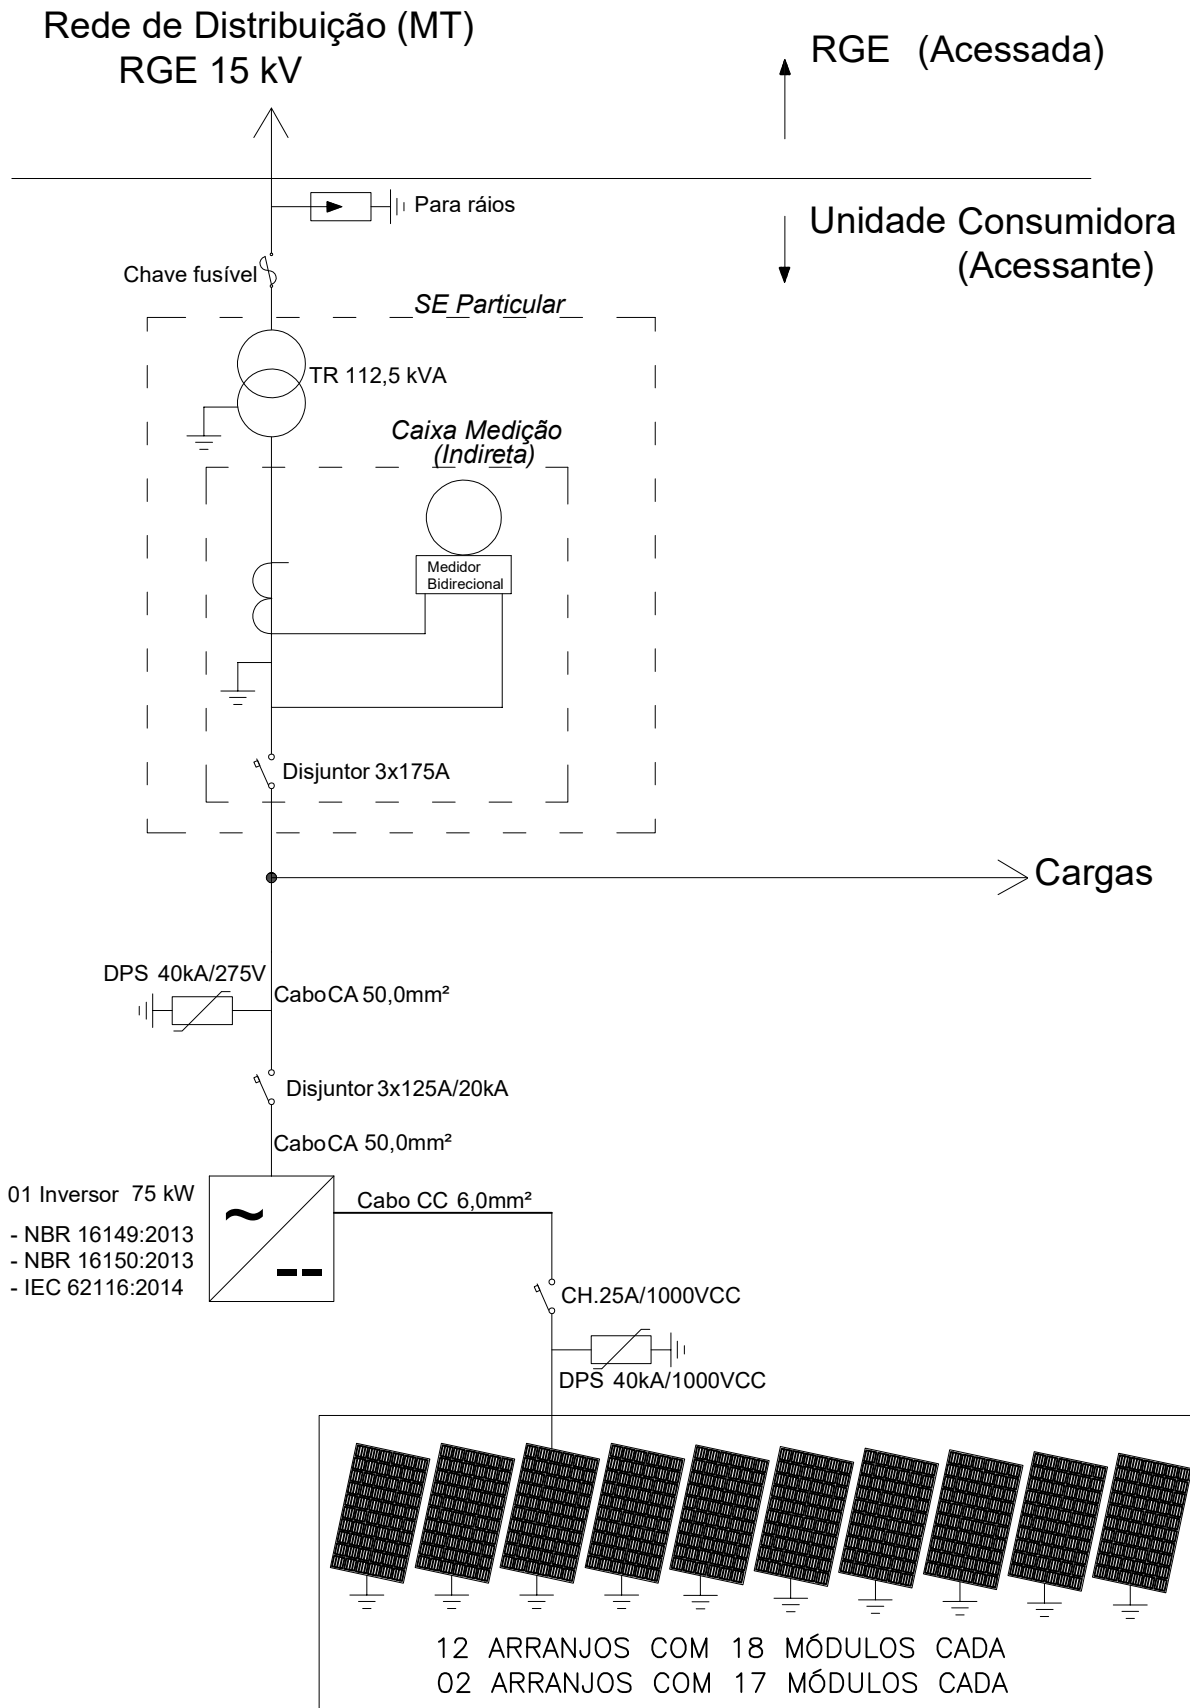 Rede de Distribuição (MT)
RGE 15 kV
RGE (Acessada)
Para ráios
Unidade Consumidora
(Acessante)
Chave fusível
SE Particular
TR 112,5 kVA
Caixa Medição
(Indireta)
Medidor
Bidirecional
Disjuntor 3x175A
Cargas
DPS 40kA/275V
CaboCA 50,0mm²
Disjuntor 3x125A/20kA
CaboCA 50,0mm²
01 Inversor 75 kW
- NBR 16149:2013
- NBR 16150:2013
- IEC 62116:2014
Cabo CC 6,0mm²
CH.25A/1000VCC
DPS 40kA/1000VCC
12 ARRANJOS COM 18 MÓDULOS CADA
02 ARRANJOS COM 17 MÓDULOS CADA